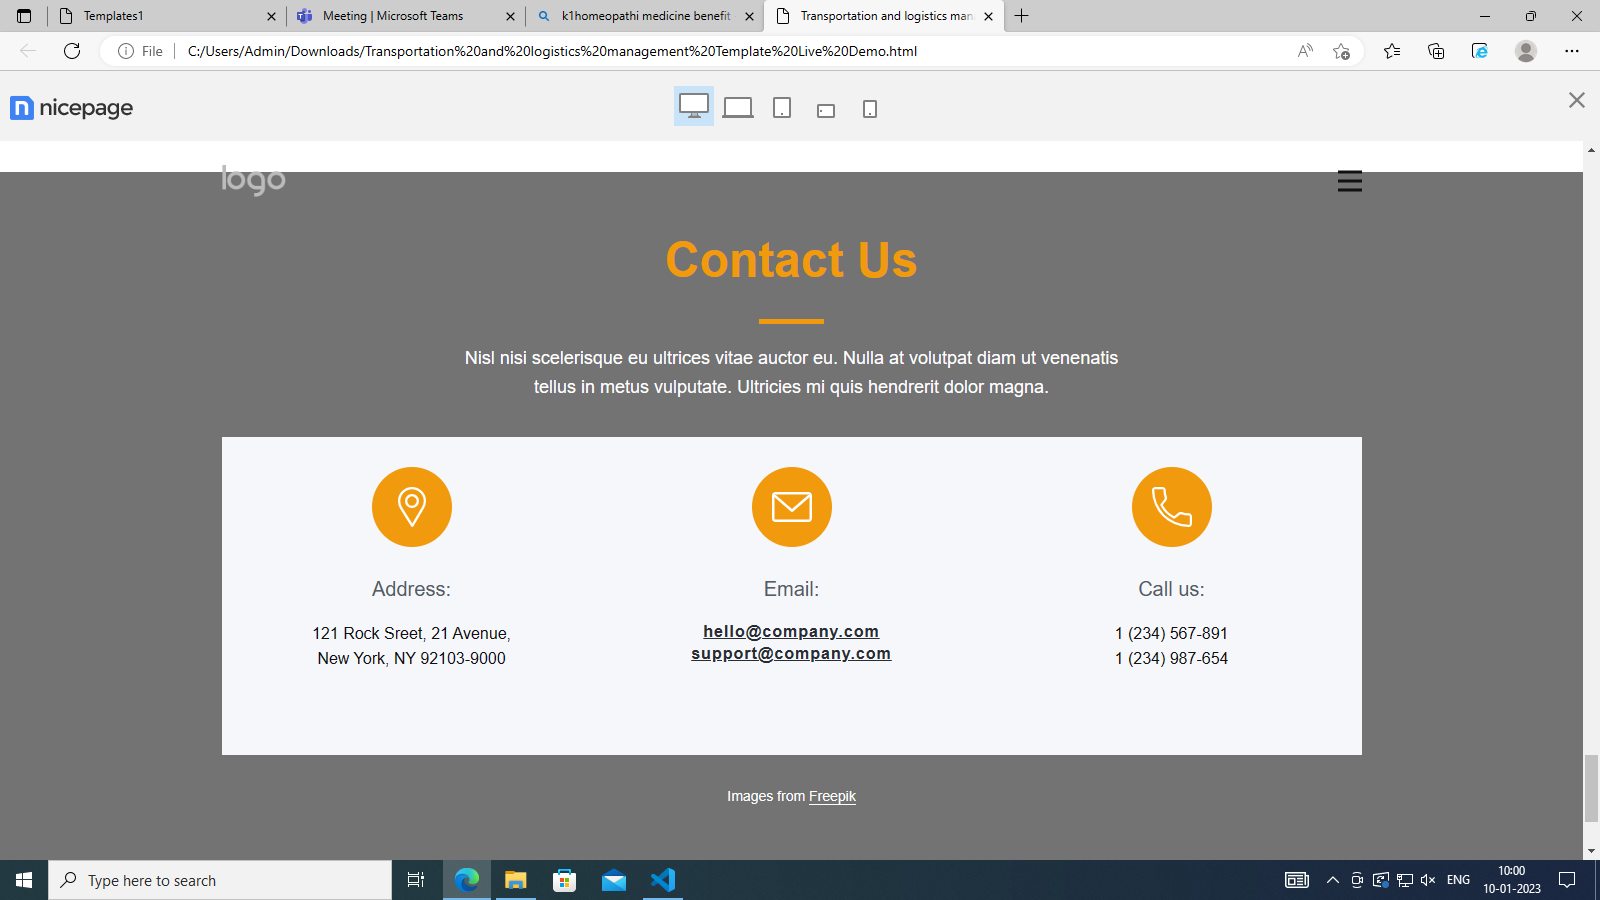 Templates1
Meeting | Microsoft Teams
k1homeopathi medicine benefit
Transportation and logistics man
File
C:/Users/Admin/Downloads/Transportation%20and%20logistics%20management%20Template%20Live%20Demo.html
nicepage
logo
Contact Us
Nisl nisi scelerisque eu ultrices vitae auctor eu. Nulla at volutpat diam ut venenatis
tellus in metus vulputate. Ultricies mi quis hendrerit dolor magna.
Address:
121 Rock Sreet, 21 Avenue,
New York, NY 92103-9000
Email:
hello@company.com
support@company.com
Call us:
1 (234) 567-891
1 (234) 987-654
Images from Freepik
Type here to search
ENG
10:00
10-01-2023